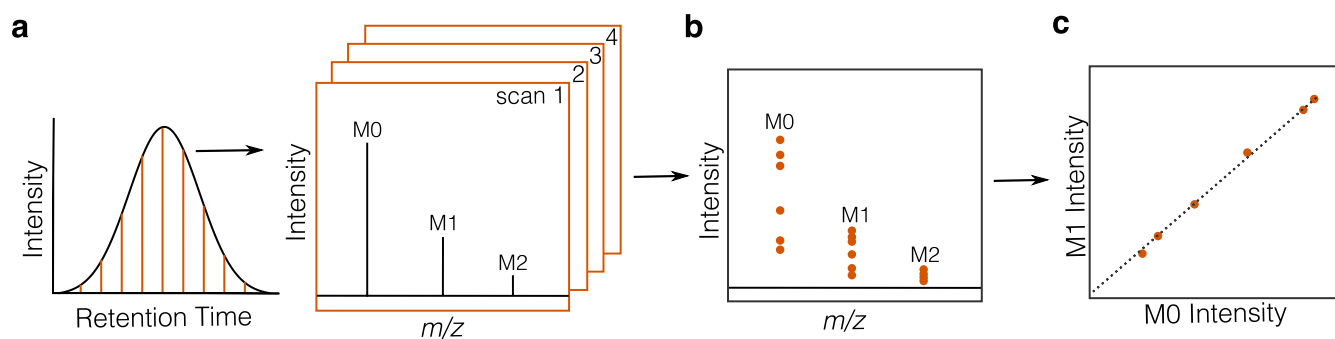 a
Intensity
Retention Time
Intensity
scan 1
2
3
4
M0
M1
M2
m/z
b
Intensity
M0
M1
M2
m/z
c
M1 Intensity
M0 Intensity